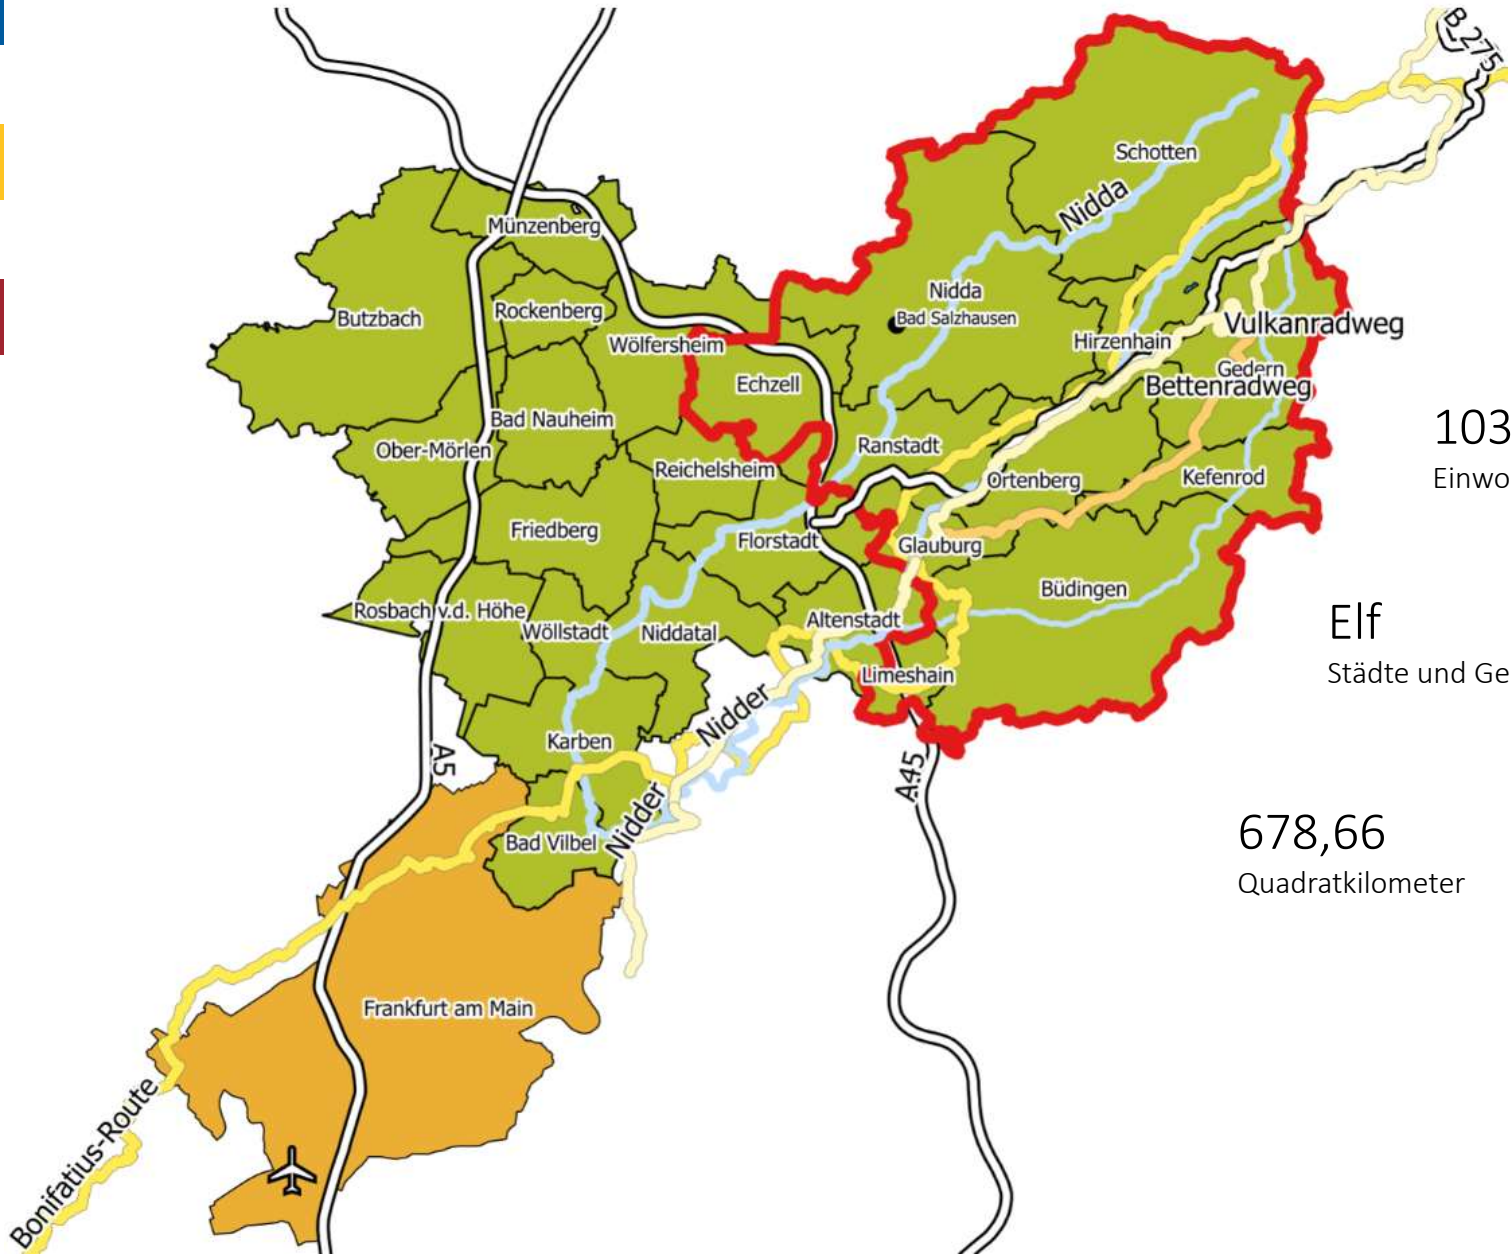 B 275
Schotten
Nidda
Münzenberg
Nidda
Bad Salzhausen
Rockenberg
Butzbach
Vulkanradweg
Hirzenhain
Wölfersheim
Gedern
Echzell
Bettenradweg
Bad Nauheim
103
Ober-Mörlen
Ranstadt
Reichelsheim
Kefenrod
Einwo
Ortenberg
Friedberg
Florstadt
Glauburg
Büdingen
Rosbach v.d. Höhe
Altenstadt
Elf
Wöllstadt
Niddatal
Limeshain
Städte und Ge
Nidder
Karben
A5
A45
Nidder
678,66
Bad Vilbel
Quadratkilometer
Frankfurt am Main
Bonifatius-Route